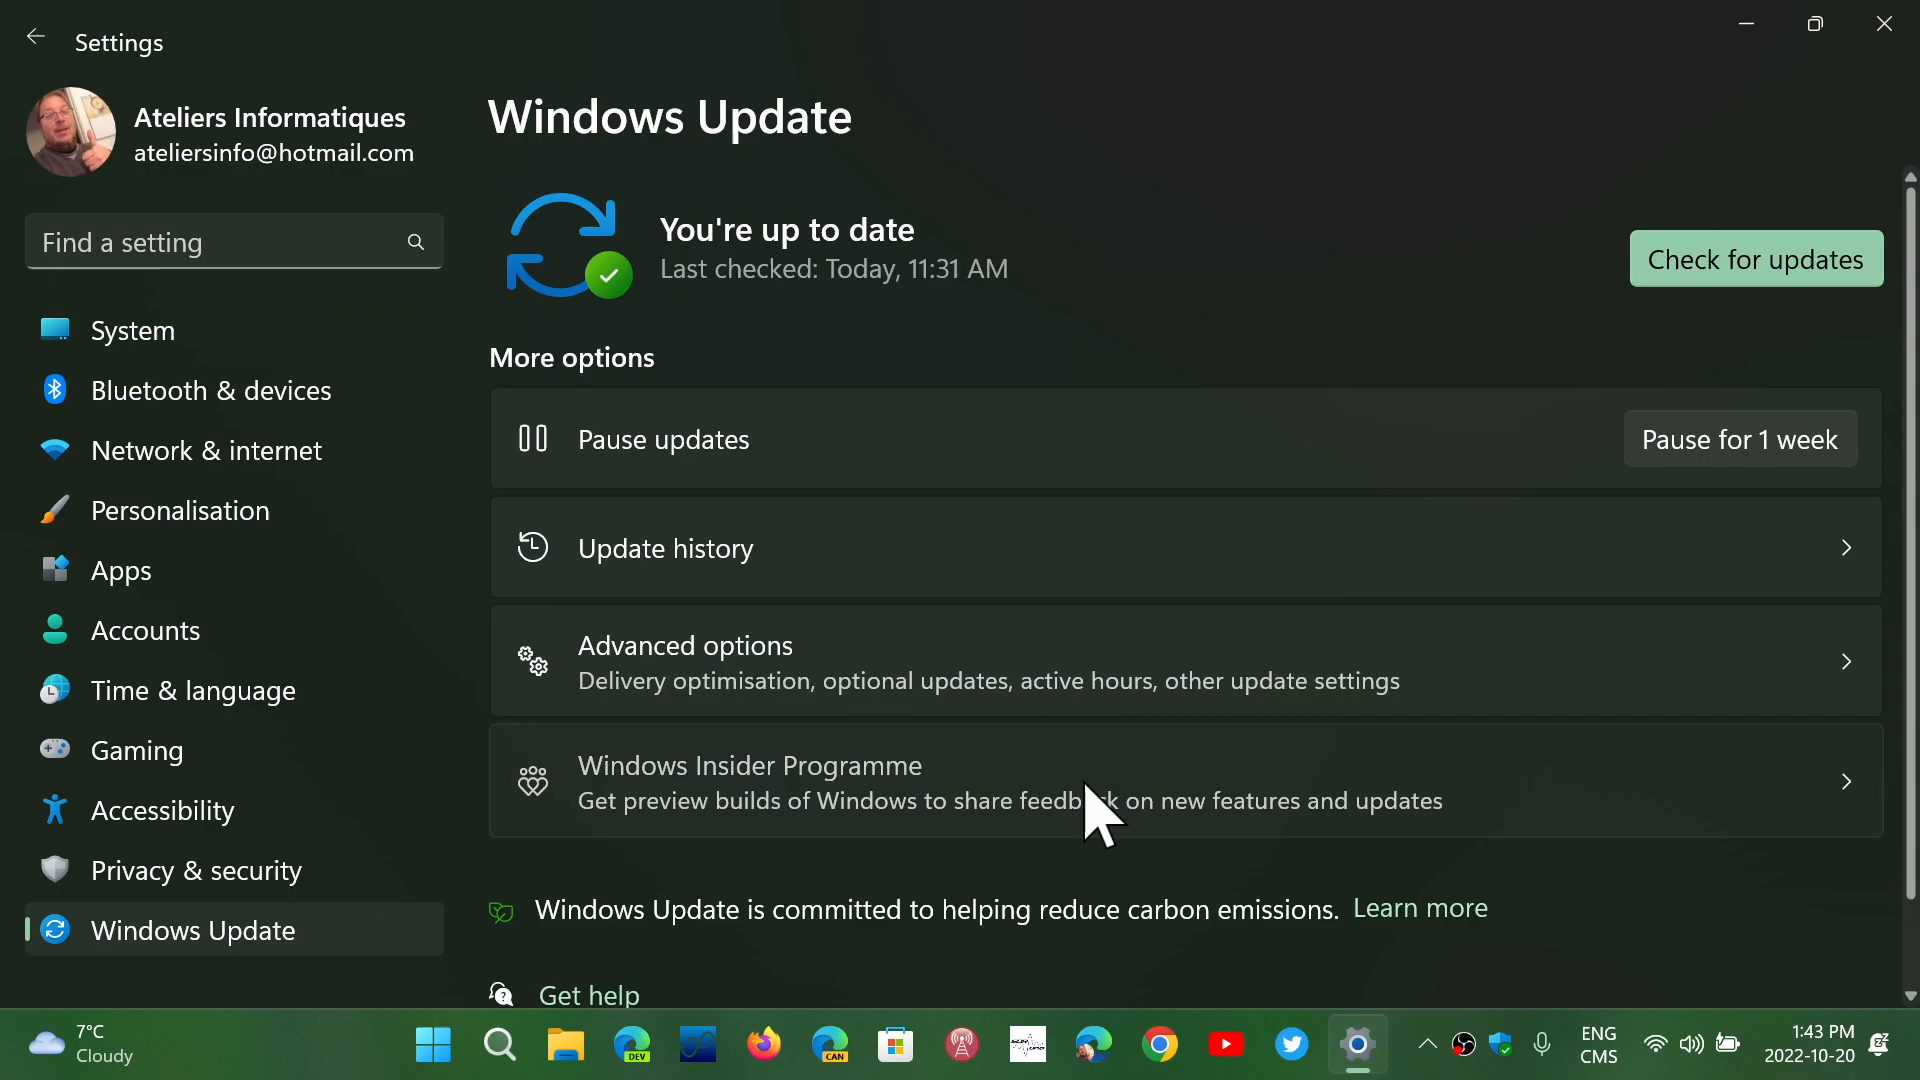 Settings
Ateliers Informatiques
ateliersinfo@hotmail.com
Find a setting
System
Bluetooth & devices
Network & internet
Personalisation
Apps
Accounts
Time & language
Gaming
Accessibility
Privacy & security
Windows Update
Windows Update
You're up to date
Last checked: Today, 11:31 AM
Check for updates
More options
Pause updates
Pause for 1 week
Update history
Advanced options
Delivery optimisation, optional updates, active hours, other update settings
Windows Insider Programme
Get preview builds of Windows to share feedback on new features and updates
Windows Update is committed to helping reduce carbon emissions. Learn more
Get help
7°C
Cloudy
DEV
CAN
ENG
CMS
1:43 PM
2022-10-20